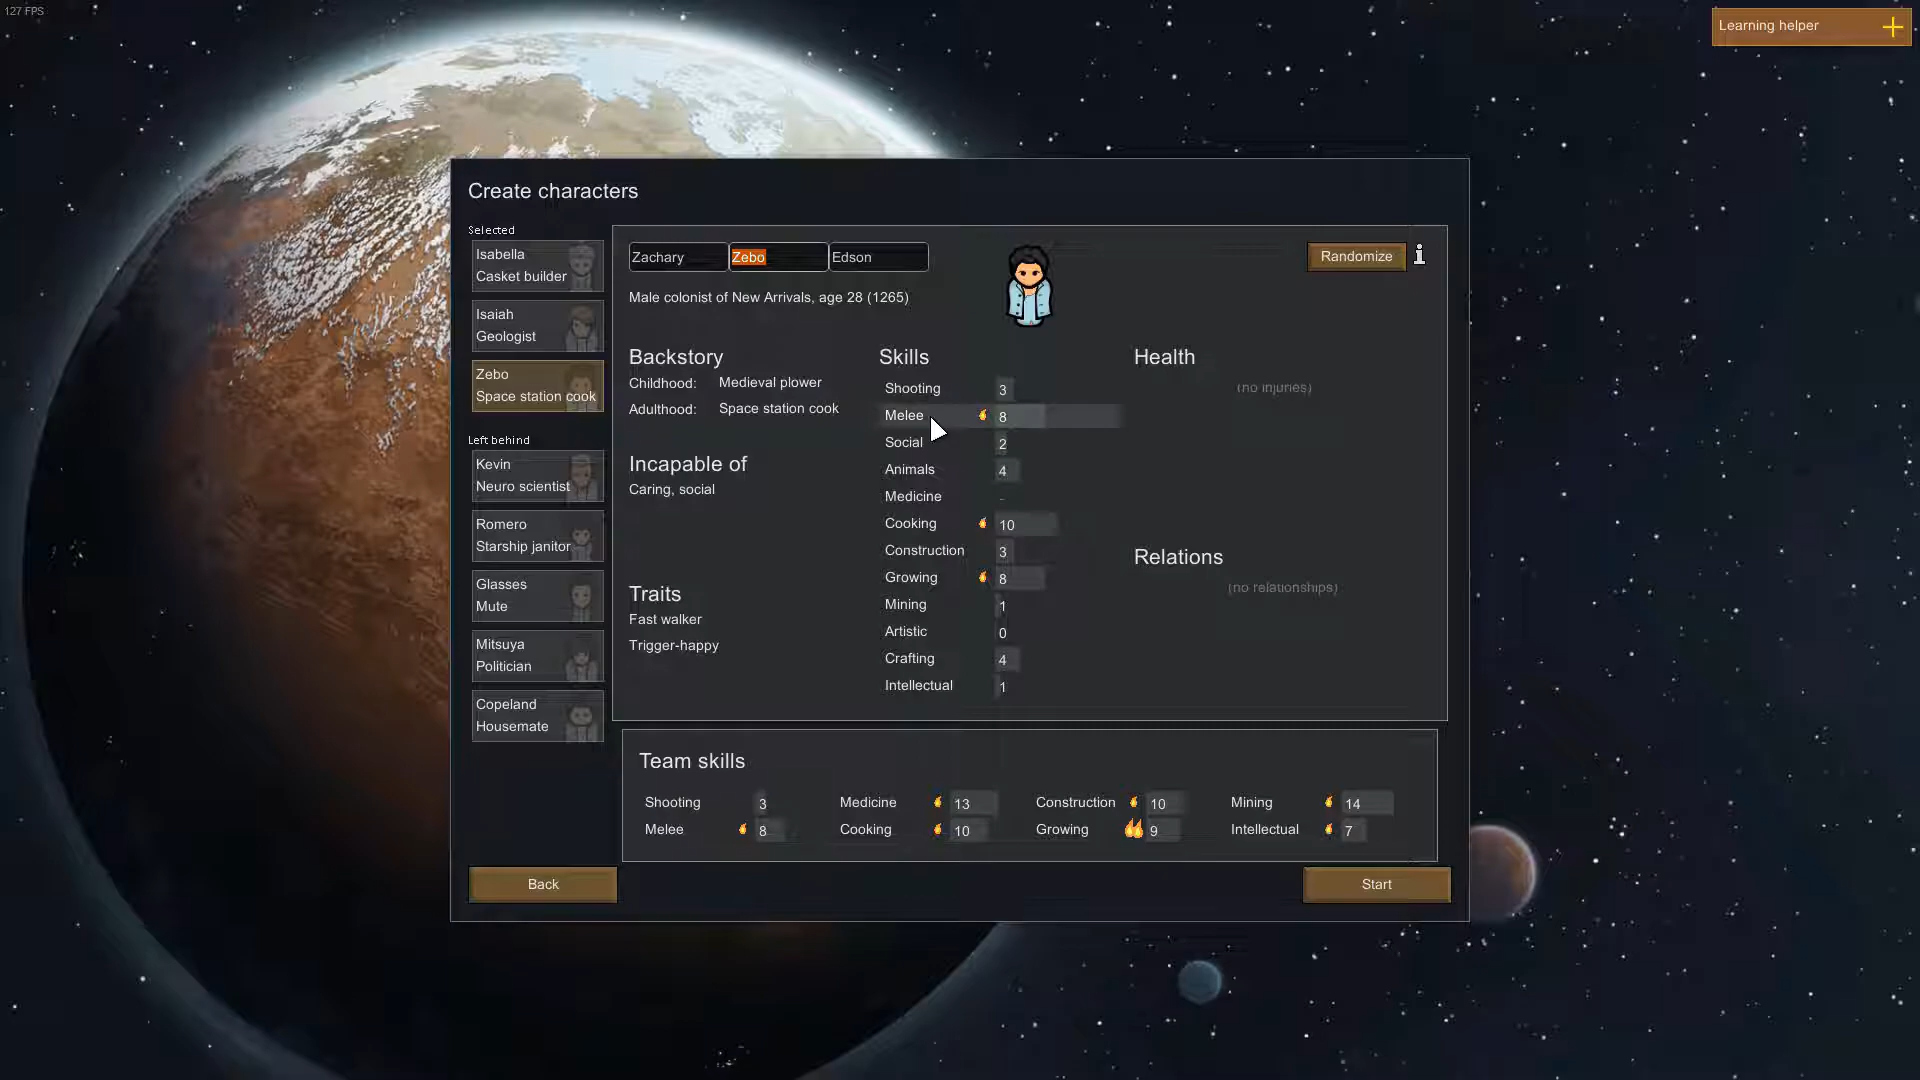 127 FPS
Learning helper
Create characters
Selected
Isabella
Casket builder
Isaiah
Geologist
Zebo
Space station cook
Left behind
Kevin
Neuro scientist
Romero
Starship janitor
Glasses
Mute
Mitsuya
Politician
Copeland
Housemate
Zachary Zebo Edson
Randomize
Male colonist of New Arrivals, age 28 (1265)
Backstory
Childhood: Medieval plower
Adulthood: Space station cook
Incapable of
Caring, social
Traits
Fast walker
Trigger-happy
Skills
Shooting 3
Melee 8
Social 2
Animals 4
Medicine -
Cooking 10
Construction 3
Growing 8
Mining 1
Artistic 0
Crafting 4
Intellectual 1
Health
(no injuries)
Relations
(no relationships)
Team skills
Shooting 3 Medicine 13 Construction 10 Mining 14
Melee 8 Cooking 10 Growing 9 Intellectual 7
Back
Start